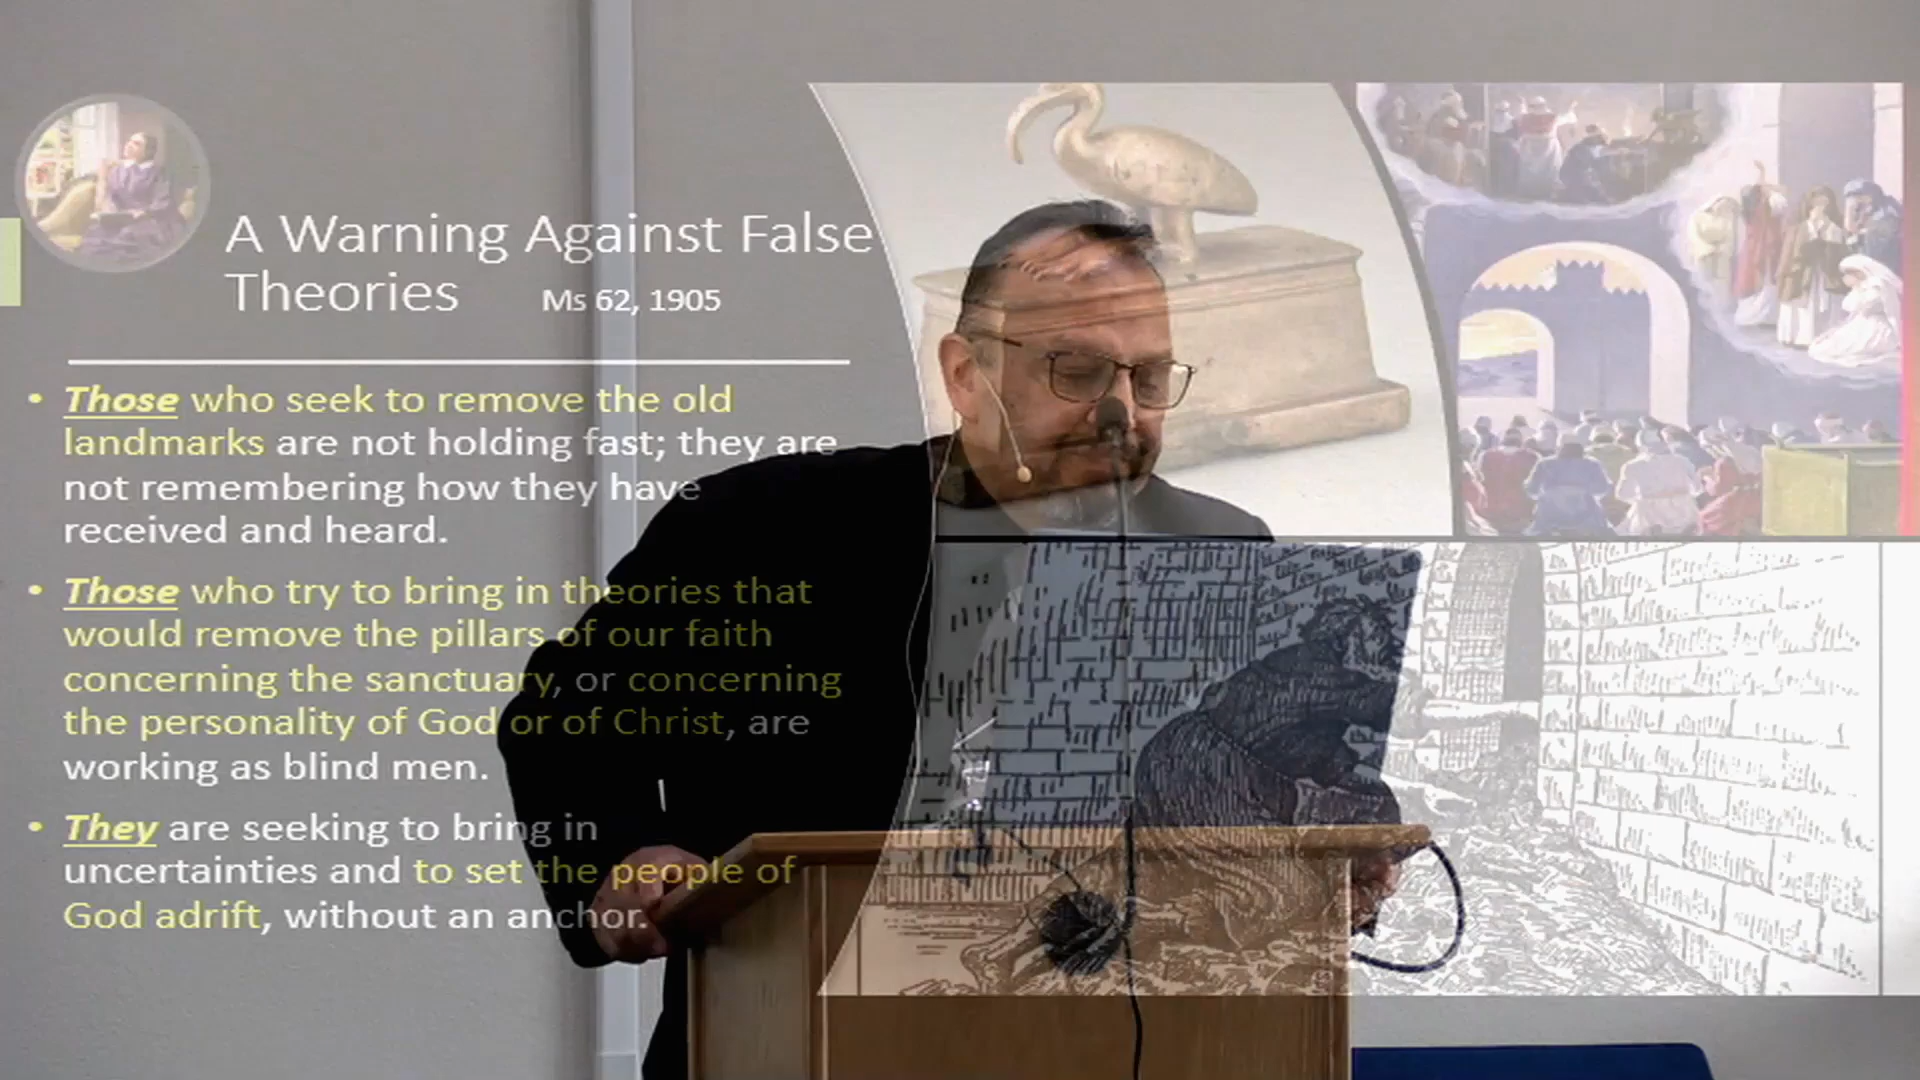 A Warning Against False
Theories Ms 62, 1905
• Those who seek to remove the old
landmarks are not holding fast; they are
not remembering how they have
received and heard.
• Those who try to bring in theories that
would remove the pillars of our faith
concerning the sanctuary, or concerning
the personality of God or of Christ, are
working as blind men.
• They are seeking to bring in
uncertainties and to set the people of
God adrift, without an anchor.